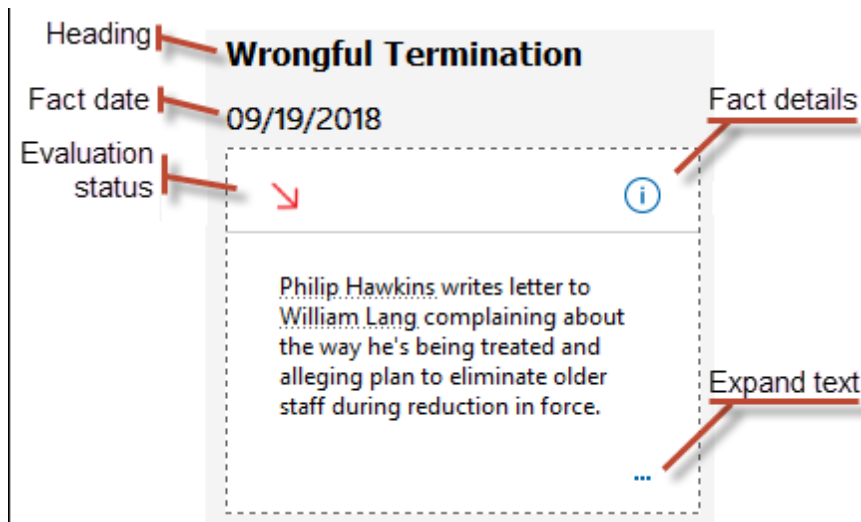 Heading
Wrongful Termination
Fact date
09/19/2018
Fact details
Evaluation
status
i
Philip Hawkins writes letter to
William Lang complaining about
the way he's being treated and
alleging plan to eliminate older
staff during reduction in force.
Expand text
...